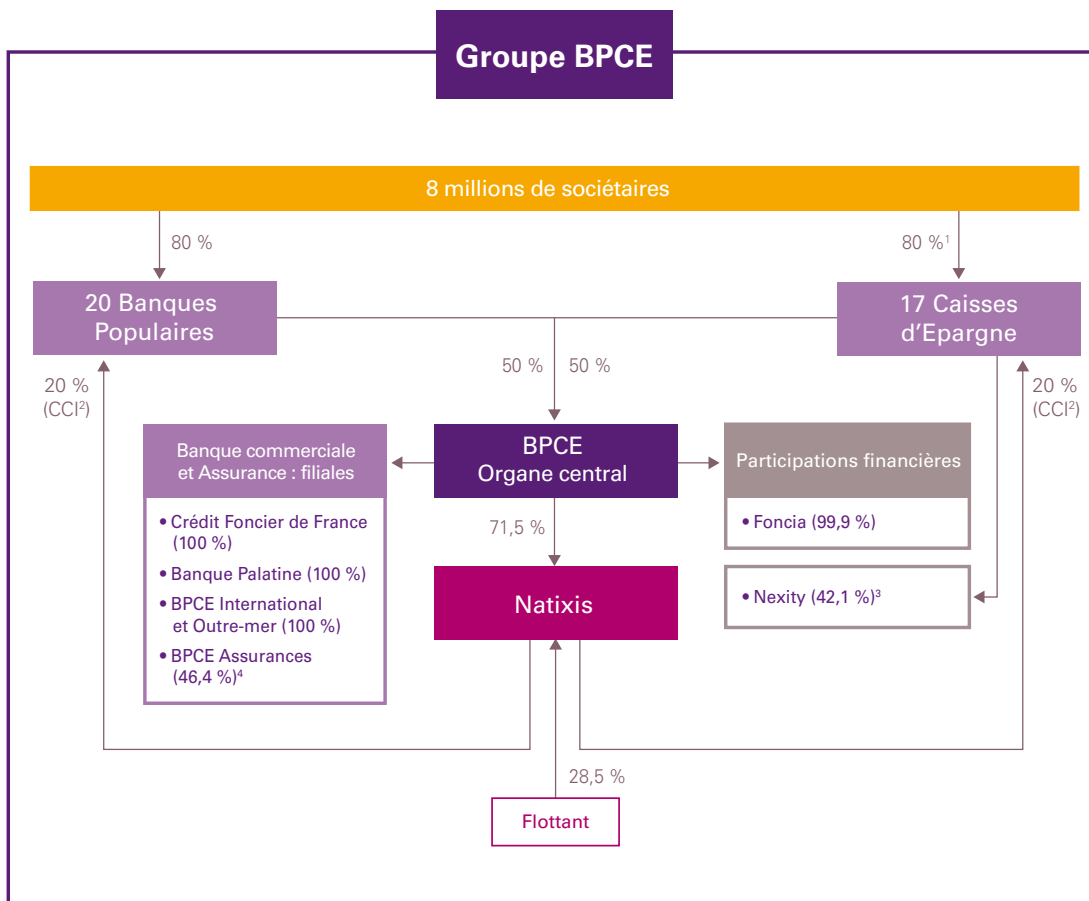 Groupe BPCE
8 millions de sociétaires
80 %
80 %¹
20 Banques
Populaires
17 Caisses
d'Epargne
50 %
50 %
20 %
(CCI²)
20 %
(CCI²)
Banque commerciale
et Assurance : filiales
BPCE
Organe central
Participations financières
• Crédit Foncier de France
(100 %)
• Banque Palatine (100 %)
• BPCE International
et Outre-mer (100 %)
• BPCE Assurances
(46,4 %)⁴
71,5 %
• Foncia (99,9 %)
Natixis
• Nexity (42,1 %)³
28,5 %
Flottant